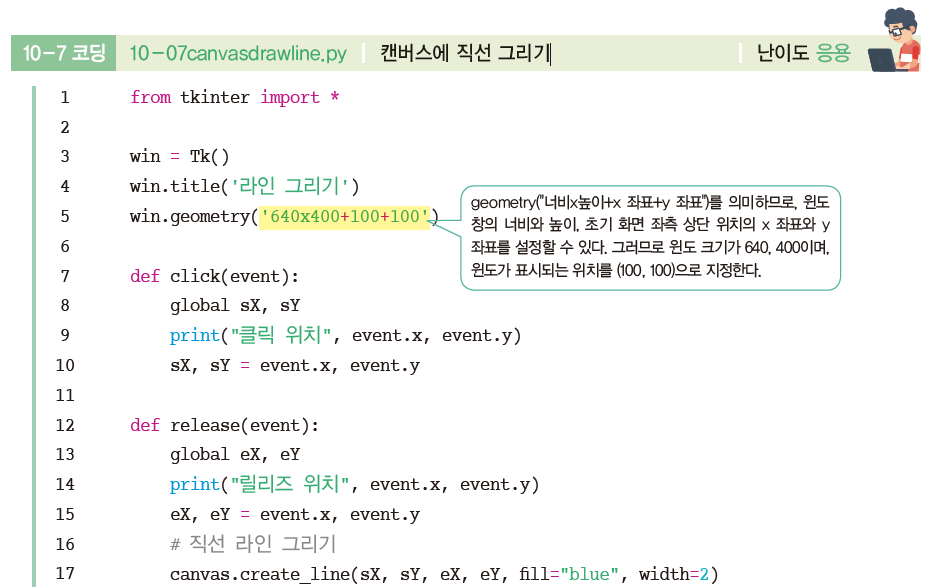 10-7 코딩 10-07canvasdrawline.py 캔버스에 직선 그리기 난이도 응용
1 from tkinter import *
2
3 win = Tk()
4 win.title('라인 그리기')
5 win.geometry('640x400+100+100')
geometry("너비x높이+x 좌표+y 좌표")를 의미하므로, 윈도
창의 너비와 높이, 초기 화면 좌측 상단 위치의 x 좌표와 y
좌표를 설정할 수 있다. 그러므로 윈도 크기가 640, 400이며,
윈도가 표시되는 위치를 (100, 100)으로 지정한다.
6
7 def click(event):
8     global sX, sY
9     print("클릭 위치", event.x, event.y)
10     sX, sY = event.x, event.y
11
12 def release(event):
13     global eX, eY
14     print("릴리즈 위치", event.x, event.y)
15     eX, eY = event.x, event.y
16     # 직선 라인 그리기
17     canvas.create_line(sX, sY, eX, eY, fill="blue", width=2)